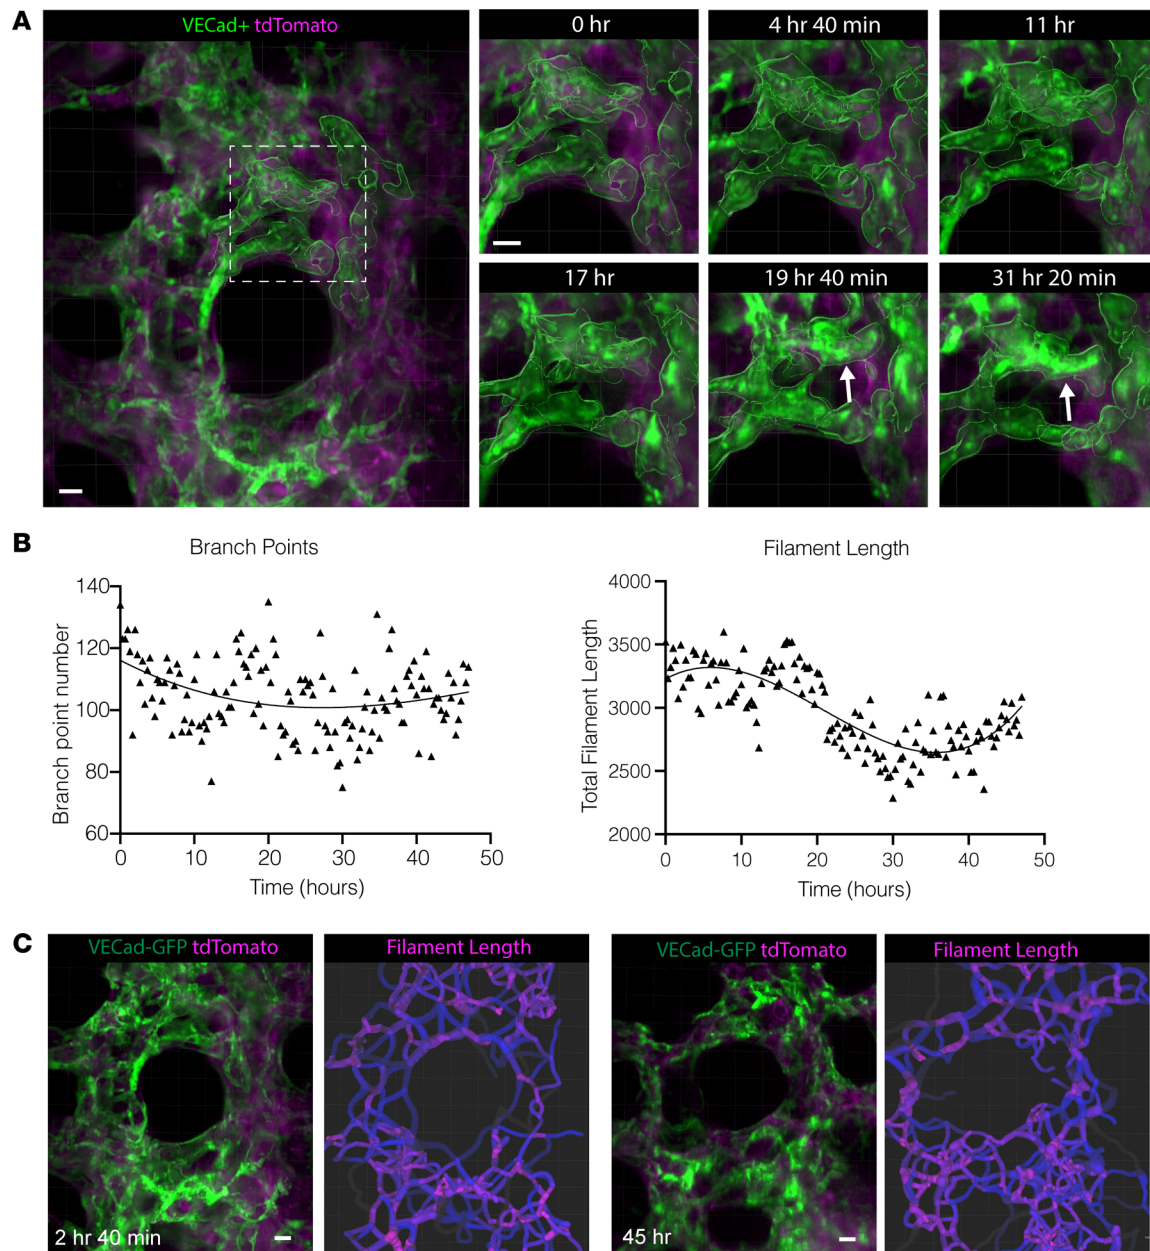 A
VECad+ tdTomato
0 hr
4 hr 40 min
11 hr
17 hr
19 hr 40 min
31 hr 20 min
B
Branch Points
Branch point number
140
120
100
80
60
0 10 20 30 40 50
Time (hours)
Filament Length
Total Filament Length
4000
3500
3000
2500
2000
0 10 20 30 40 50
Time (hours)
C
VECad-GFP tdTomato
Filament Length
VECad-GFP tdTomato
Filament Length
2 hr 40 min
45 hr